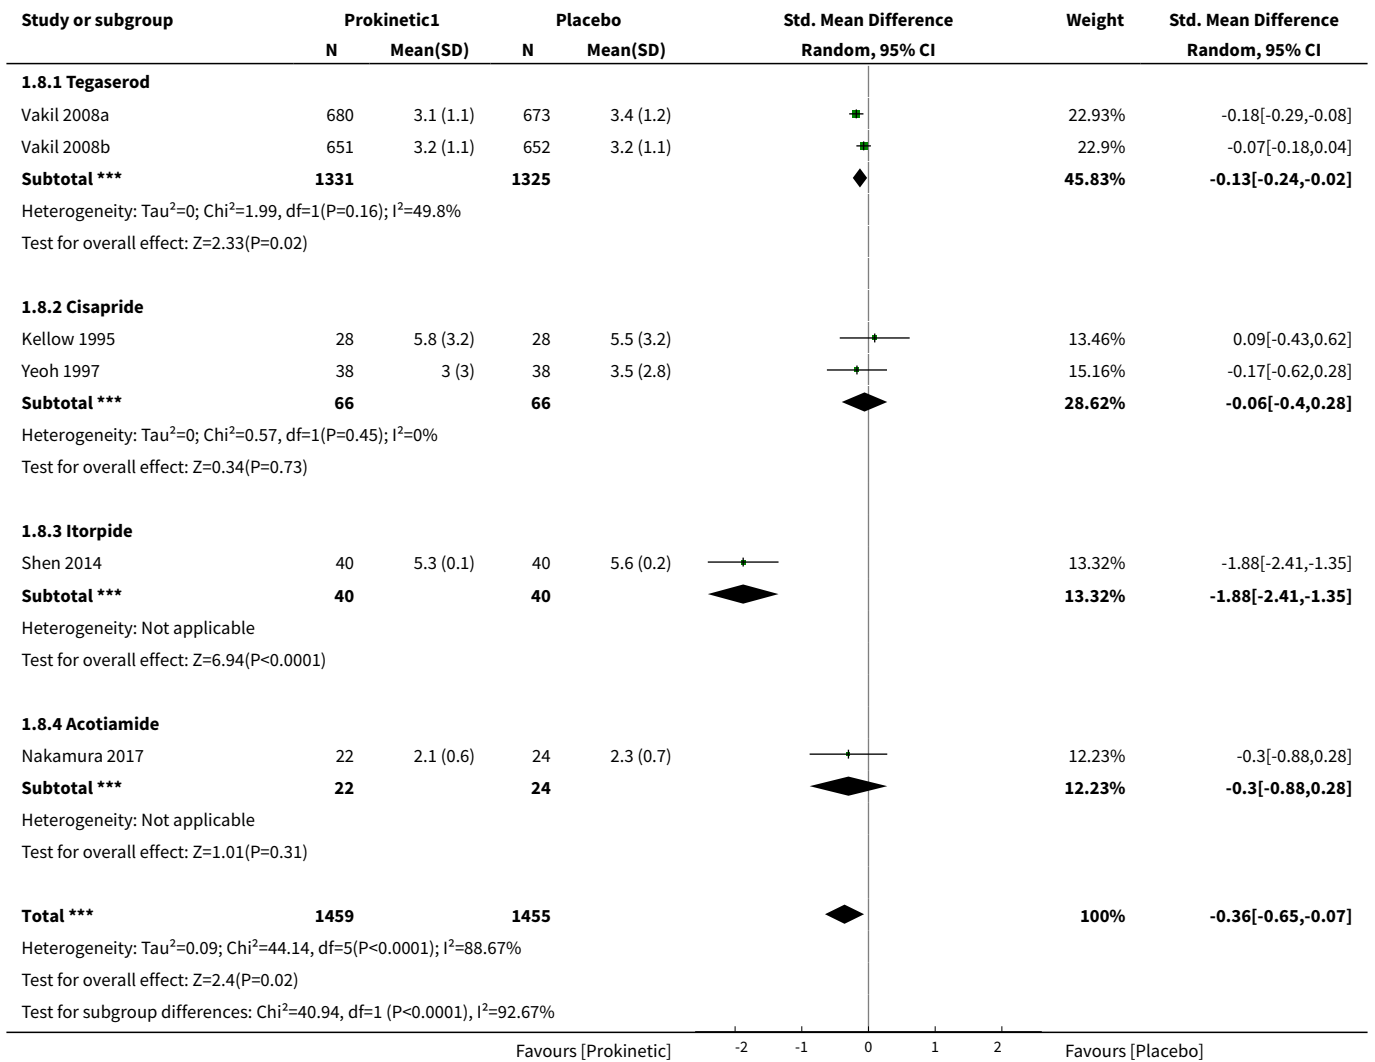 Study or subgroup Prokinetic1 Placebo Std. Mean Difference Weight Std. Mean Difference
N Mean(SD) N Mean(SD) Random, 95% CI Random, 95% CI
1.8.1 Tegaserod
Vakil 2008a 680 3.1 (1.1) 673 3.4 (1.2) 22.93% -0.18[-0.29,-0.08]
Vakil 2008b 651 3.2 (1.1) 652 3.2 (1.1) 22.9% -0.07[-0.18,0.04]
Subtotal *** 1331 1325 45.83% -0.13[-0.24,-0.02]
Heterogeneity: Tau²=0; Chi²=1.99, df=1(P=0.16); I²=49.8%
Test for overall effect: Z=2.33(P=0.02)
1.8.2 Cisapride
Kellow 1995 28 5.8 (3.2) 28 5.5 (3.2) 13.46% 0.09[-0.43,0.62]
Yeoh 1997 38 3 (3) 38 3.5 (2.8) 15.16% -0.17[-0.62,0.28]
Subtotal *** 66 66 28.62% -0.06[-0.4,0.28]
Heterogeneity: Tau²=0; Chi²=0.57, df=1(P=0.45); I²=0%
Test for overall effect: Z=0.34(P=0.73)
1.8.3 Itorpide
Shen 2014 40 5.3 (0.1) 40 5.6 (0.2) 13.32% -1.88[-2.41,-1.35]
Subtotal *** 40 40 13.32% -1.88[-2.41,-1.35]
Heterogeneity: Not applicable
Test for overall effect: Z=6.94(P<0.0001)
1.8.4 Acotiamide
Nakamura 2017 22 2.1 (0.6) 24 2.3 (0.7) 12.23% -0.3[-0.88,0.28]
Subtotal *** 22 24 12.23% -0.3[-0.88,0.28]
Heterogeneity: Not applicable
Test for overall effect: Z=1.01(P=0.31)
Total *** 1459 1455 100% -0.36[-0.65,-0.07]
Heterogeneity: Tau²=0.09; Chi²=44.14, df=5(P<0.0001); I²=88.67%
Test for overall effect: Z=2.4(P=0.02)
Test for subgroup differences: Chi²=40.94, df=1 (P<0.0001), I²=92.67%
Favours [Prokinetic] -2 -1 0 1 2 Favours [Placebo]